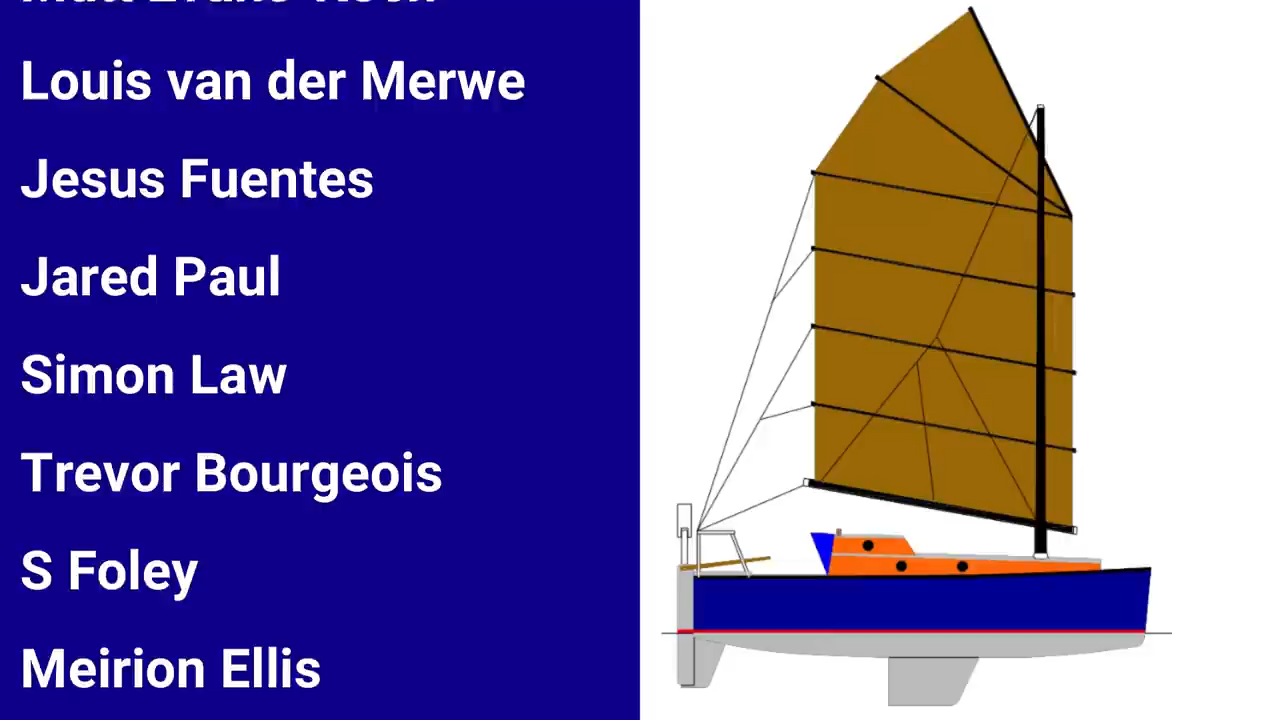 Louis van der Merwe
Jesus Fuentes
Jared Paul
Simon Law
Trevor Bourgeois
S Foley
Meirion Ellis